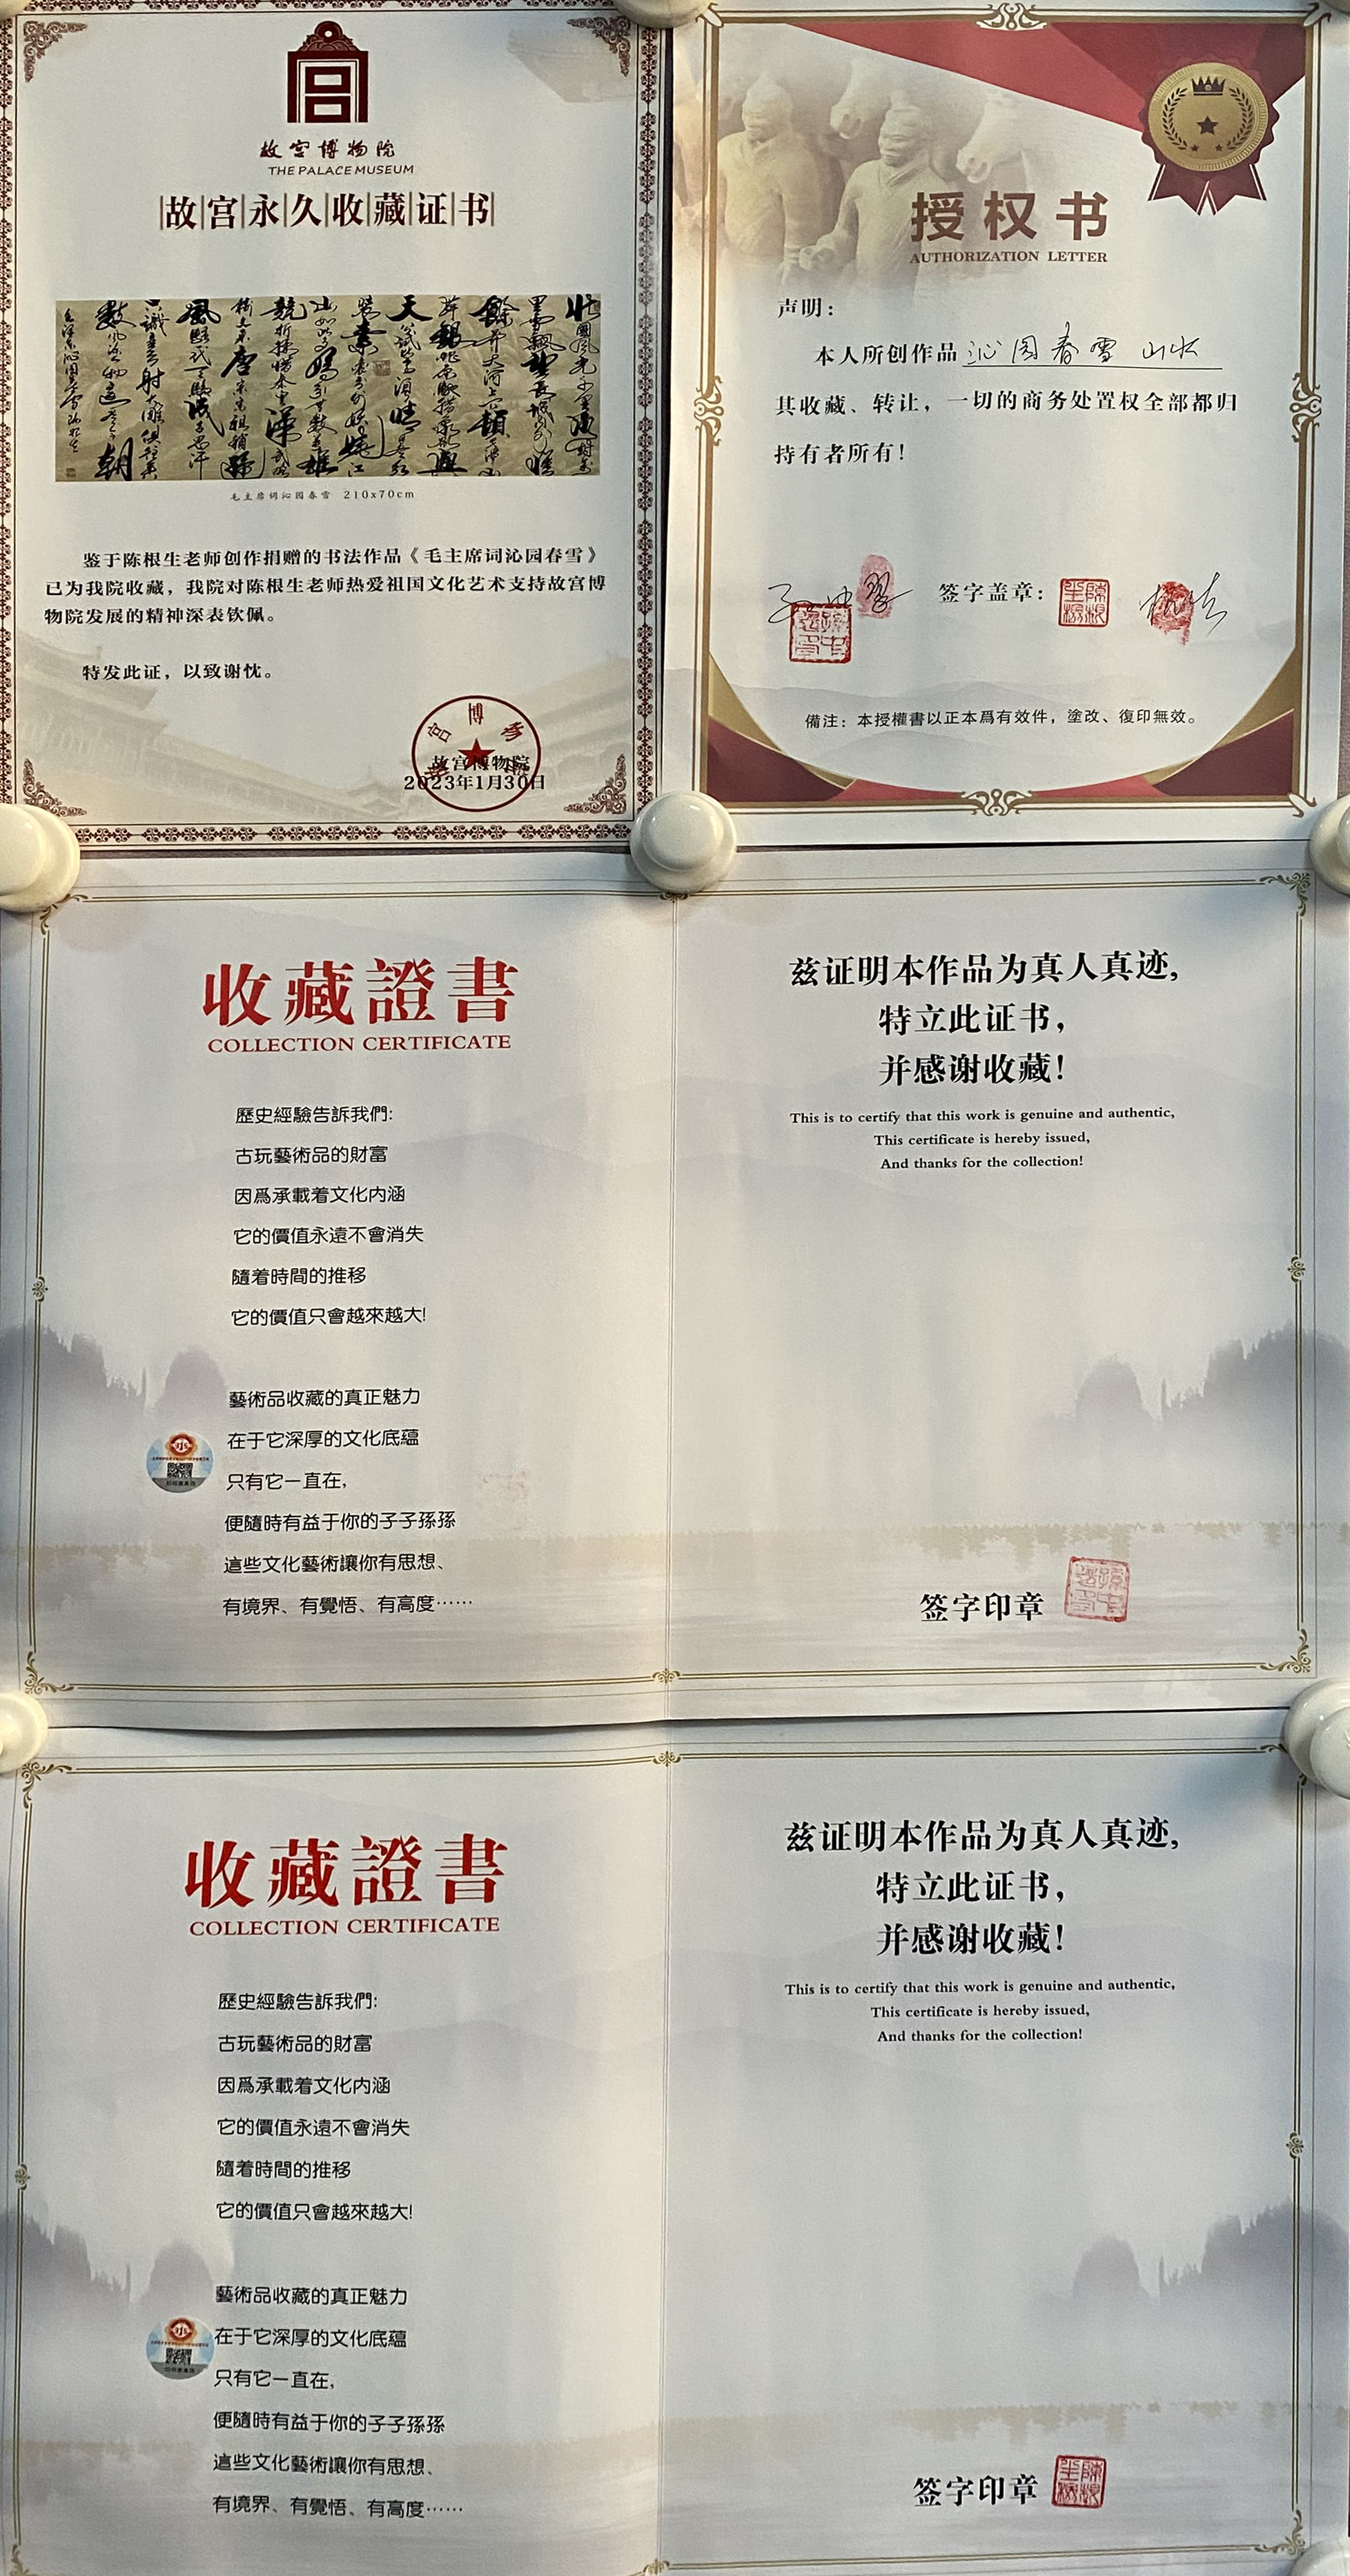 故宫博物院
THE PALACE MUSEUM
故宫永久收藏证书
毛主席词沁园春雪 210x70cm
鉴于陈根生老师创作捐赠的书法作品《毛主席词沁园春雪》
已为我院收藏，我院对陈根生老师热爱祖国文化艺术支持故宫博
物院发展的精神深表钦佩。
特发此证，以致谢忱。
故宫博物院
2023年1月30日
授权书
AUTHORIZATION LETTER
声明：
本人所创作品 沁园春雪 山水
其收藏、转让，一切的商务处置权全部都归
持有者所有！
签字盖章：
備注：本授權書以正本爲有效件，塗改、復印無效。
收藏證書
COLLECTION CERTIFICATE
歷史經驗告訴我們:
古玩藝術品的財富
因爲承載着文化内涵
它的價值永遠不會消失
隨着時間的推移
它的價值只會越來越大!
藝術品收藏的真正魅力
在于它深厚的文化底蘊
只有它一直在,
便隨時有益于你的子子孫孫
這些文化藝術讓你有思想、
有境界、有覺悟、有高度……
兹证明本作品为真人真迹,
特立此证书，
并感谢收藏！
This is to certify that this work is genuine and authentic,
This certificate is hereby issued,
And thanks for the collection!
签字印章
收藏證書
COLLECTION CERTIFICATE
歷史經驗告訴我們:
古玩藝術品的財富
因爲承載着文化内涵
它的價值永遠不會消失
隨着時間的推移
它的價值只會越來越大!
藝術品收藏的真正魅力
在于它深厚的文化底蘊
只有它一直在,
便隨時有益于你的子子孫孫
這些文化藝術讓你有思想、
有境界、有覺悟、有高度……
兹证明本作品为真人真迹,
特立此证书，
并感谢收藏！
This is to certify that this work is genuine and authentic,
This certificate is hereby issued,
And thanks for the collection!
签字印章